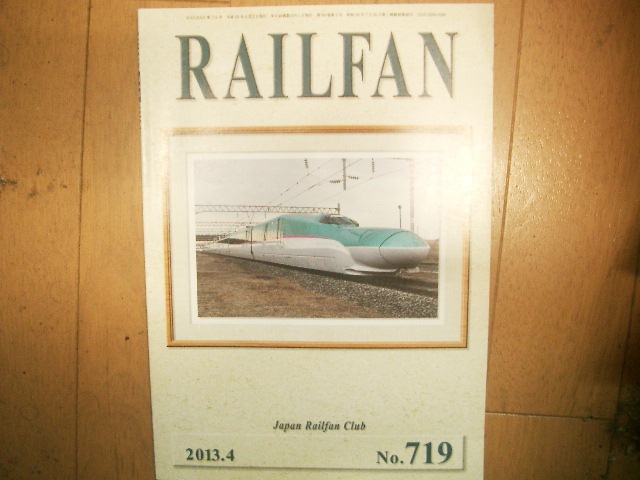 RAILFAN
Japan Railfan Club
2013.4
No.719